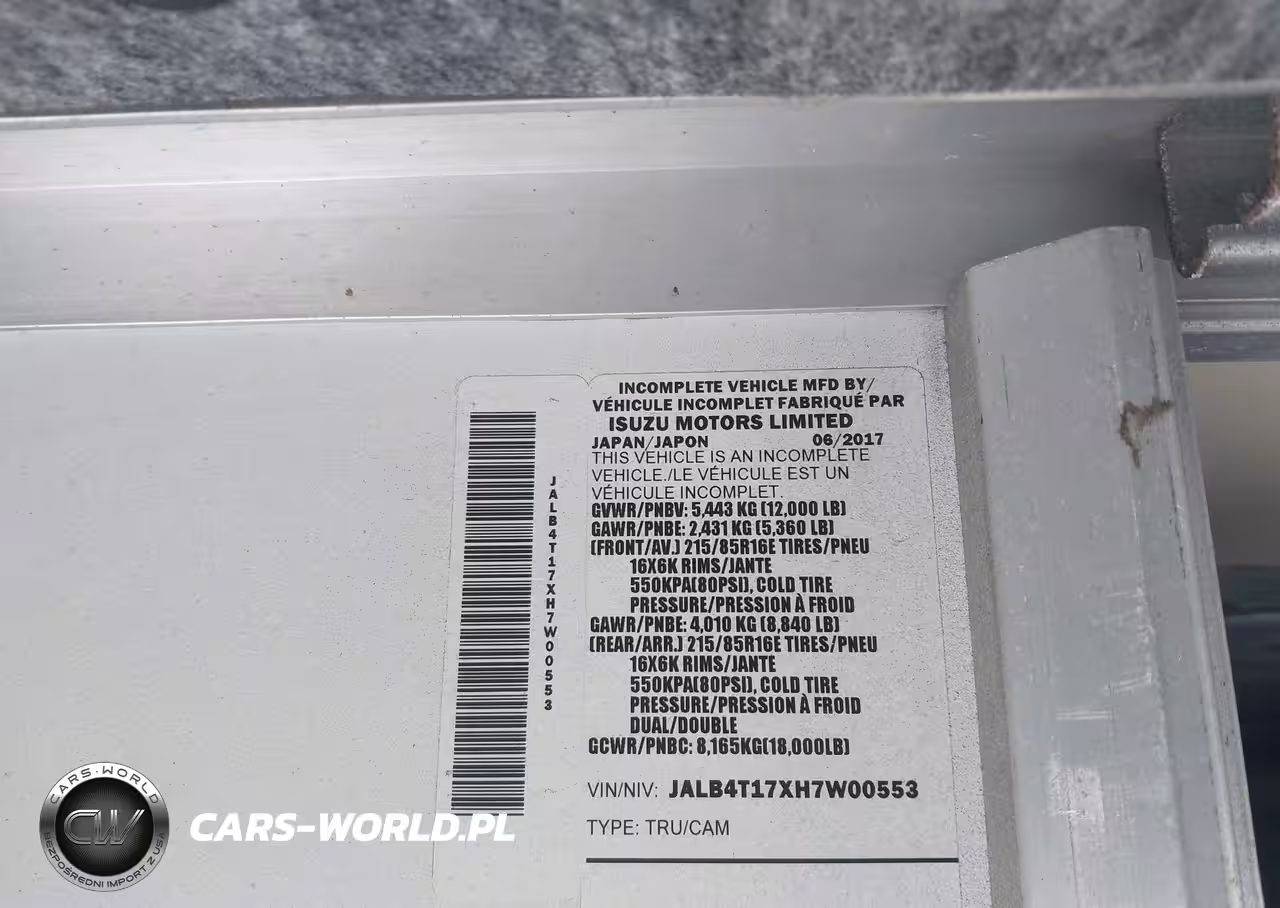 INCOMPLETE VEHICLE MFD BY/
VÉHICULE INCOMPLET FABRIQUÉ PAR
ISUZU MOTORS LIMITED
JAPAN/JAPON 06/2017
THIS VEHICLE IS AN INCOMPLETE
VEHICLE./LE VÉHICULE EST UN
VÉHICULE INCOMPLET.
GVWR/PNBV: 5,443 KG (12,000 LB)
GAWR/PNBE: 2,431 KG (5,360 LB)
(FRONT/AV.) 215/85R16E TIRES/PNEU
16X6K RIMS/JANTE
550KPA(80PSI), COLD TIRE
PRESSURE/PRESSION À FROID
GAWR/PNBE: 4,010 KG (8,840 LB)
(REAR/ARR.) 215/85R16E TIRES/PNEU
16X6K RIMS/JANTE
550KPA(80PSI), COLD TIRE
PRESSURE/PRESSION À FROID
DUAL/DOUBLE
GCWR/PNBC: 8,165KG(18,000LB)
VIN/NIV: JALB4T17XH7W00553
TYPE: TRU/CAM
JALB4T17XH7W00553
CARS-WORLD
CW
BEZPOŚREDNI IMPORT Z USA
CARS-WORLD.PL